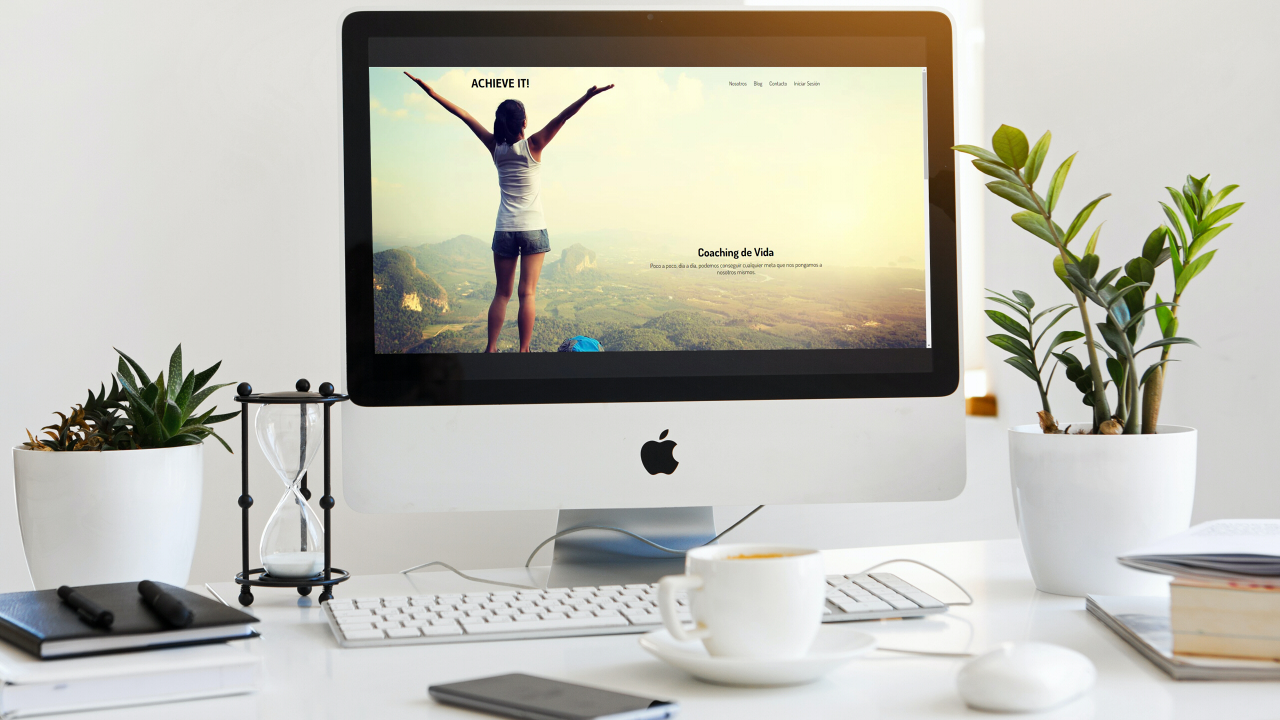 ACHIEVE IT!
Nosotros Blog Contacto Iniciar Sesión
Coaching de Vida
Poco a poco, día a día, podemos conseguir cualquier meta que nos pongamos a
nosotros mismos.